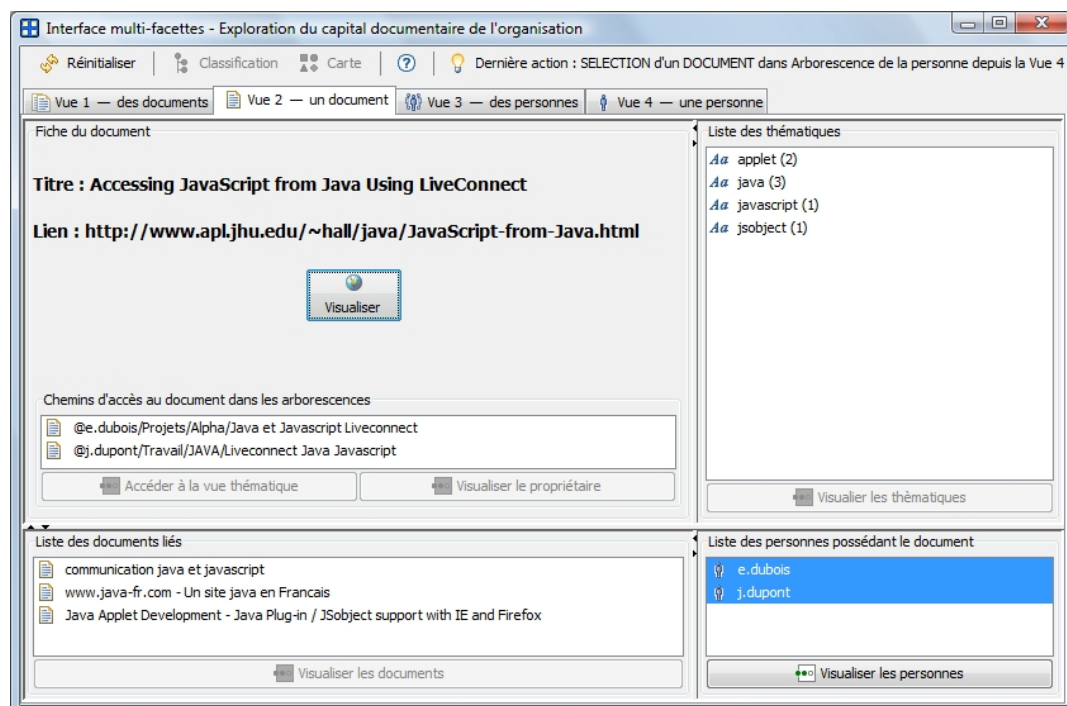 Interface multi-facettes - Exploration du capital documentaire de l'organisation
Réinitialiser Classification Carte ? Dernière action : SELECTION d'un DOCUMENT dans Arborescence de la personne depuis la Vue 4
Vue 1 — des documents Vue 2 — un document Vue 3 — des personnes Vue 4 — une personne
Fiche du document
Titre : Accessing JavaScript from Java Using LiveConnect
Lien : http://www.apl.jhu.edu/~hall/java/JavaScript-from-Java.html
Visualiser
Chemins d'accès au document dans les arborescences
@e.dubois/Projets/Alpha/Java et Javascript Liveconnect
@j.dupont/Travail/JAVA/Liveconnect Java Javascript
Accéder à la vue thématique Visualiser le propriétaire
Liste des thématiques
Aa applet (2)
Aa java (3)
Aa javascript (1)
Aa jsobject (1)
Visualier les thèmatiques
Liste des documents liés
communication java et javascript
www.java-fr.com - Un site java en Francais
Java Applet Development - Java Plug-in / JSobject support with IE and Firefox
Visualiser les documents
Liste des personnes possédant le document
e.dubois
j.dupont
Visualiser les personnes